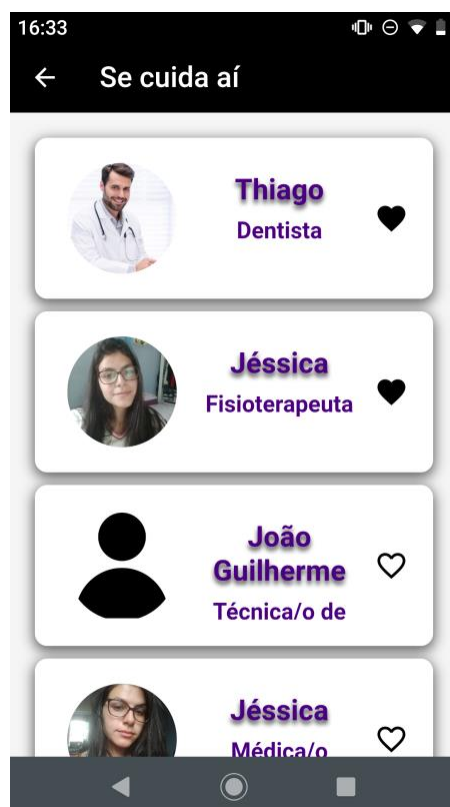 16:33
Se cuida aí
Thiago
Dentista
Jéssica
Fisioterapeuta
João
Guilherme
Técnica/o de
Jéssica
Médica/o